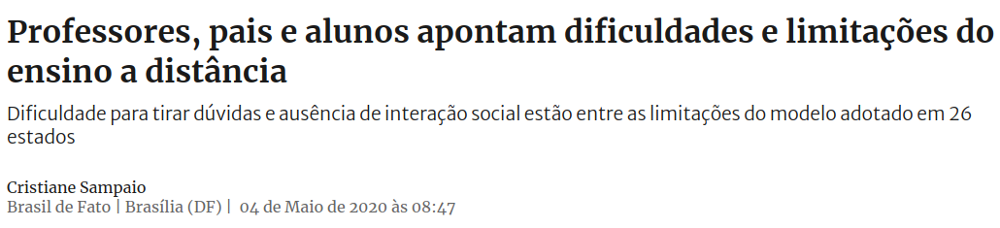 Professores, pais e alunos apontam dificuldades e limitações do
ensino a distância
Dificuldade para tirar dúvidas e ausência de interação social estão entre as limitações do modelo adotado em 26
estados
Cristiane Sampaio
Brasil de Fato | Brasília (DF) | 04 de Maio de 2020 às 08:47